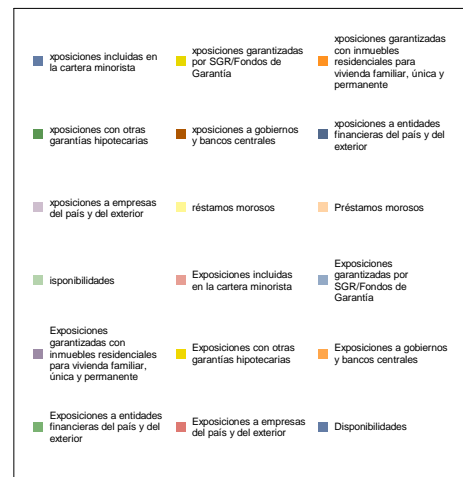 xposiciones incluidas en
la cartera minorista
xposiciones garantizadas
por SGR/Fondos de
Garantía
xposiciones garantizadas
con inmuebles
residenciales para
vivienda familiar, única y
permanente
xposiciones con otras
garantías hipotecarias
xposiciones a gobiernos
y bancos centrales
xposiciones a entidades
financieras del país y del
exterior
xposiciones a empresas
del país y del exterior
réstamos morosos
Préstamos morosos
isponibilidades
Exposiciones incluidas
en la cartera minorista
Exposiciones
garantizadas por
SGR/Fondos de
Garantía
Exposiciones
garantizadas con
inmuebles residenciales
para vivienda familiar,
única y permanente
Exposiciones con otras
garantías hipotecarias
Exposiciones a gobiernos
y bancos centrales
Exposiciones a entidades
financieras del país y del
exterior
Exposiciones a empresas
del país y del exterior
Disponibilidades